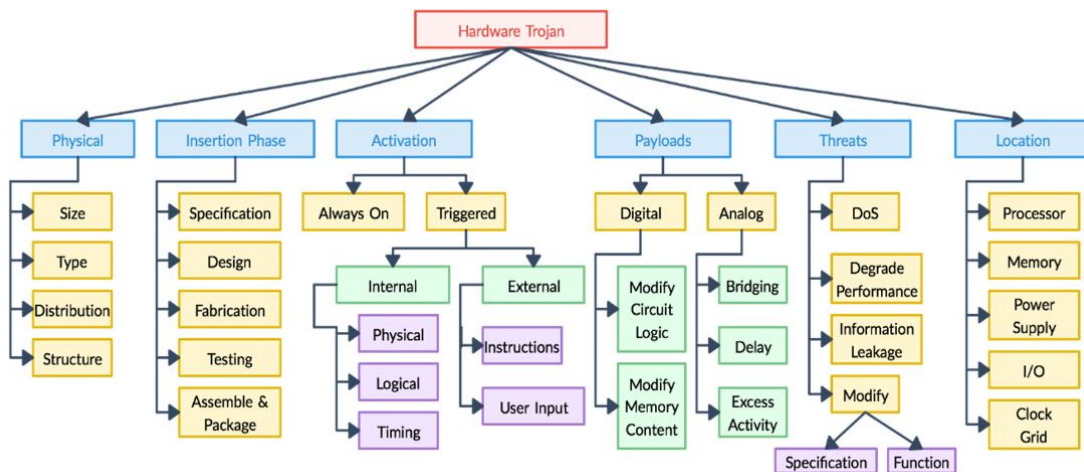 Hardware Trojan
Physical
Insertion Phase
Activation
Payloads
Threats
Location
Size
Type
Distribution
Structure
Specification
Design
Fabrication
Testing
Assemble &
Package
Always On
Triggered
Internal
External
Physical
Logical
Timing
Instructions
User Input
Digital
Analog
Modify
Circuit
Logic
Modify
Memory
Content
Bridging
Delay
Excess
Activity
DoS
Degrade
Performance
Information
Leakage
Modify
Specification
Function
Processor
Memory
Power
Supply
I/O
Clock
Grid